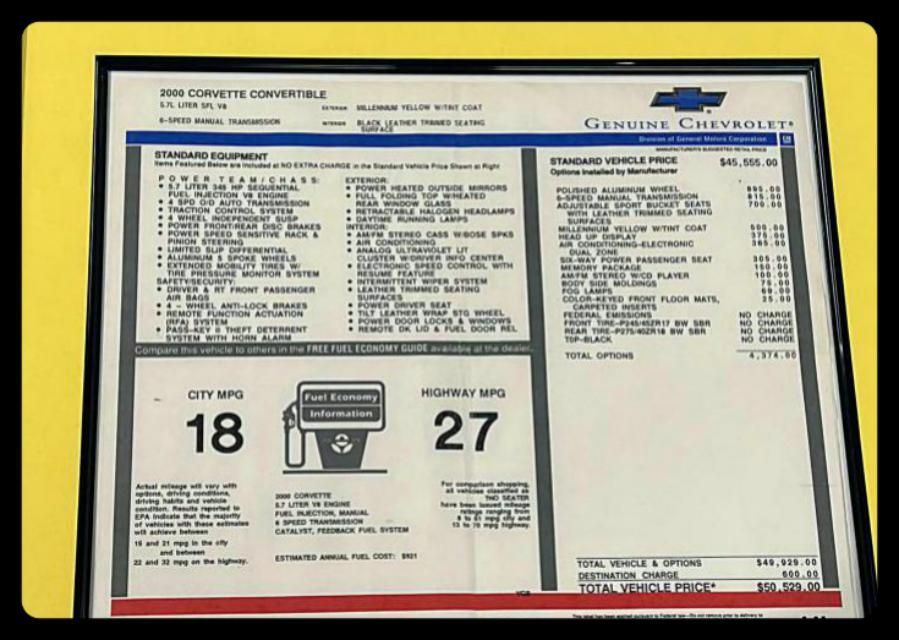 2000 CORVETTE CONVERTIBLE
5.7L LITER SFI, V8
6-SPEED MANUAL TRANSMISSION
EXTERIOR MILLENNIUM YELLOW W/TINT COAT
INTERIOR BLACK LEATHER TRIMMED SEATING
SURFACE
GENUINE CHEVROLET
Division of General Motors Corporation
GM
MANUFACTURER'S SUGGESTED RETAIL PRICE
STANDARD EQUIPMENT
Items Featured Below are Included at NO EXTRA CHARGE in the Standard Vehicle Price Shown at Right
POWER TEAM/CHASS:
• 5.7 LITER 345 HP SEQUENTIAL
FUEL INJECTION V8 ENGINE
• 4 SPD O/D AUTO TRANSMISSION
• TRACTION CONTROL SYSTEM
• 4 WHEEL INDEPENDENT SUSP
• POWER FRONT/REAR DISC BRAKES
• POWER SPEED SENSITIVE RACK &
PINION STEERING
• LIMITED SLIP DIFFERENTIAL
• ALUMINUM 5 SPOKE WHEELS
• EXTENDED MOBILITY TIRES W/
TIRE PRESSURE MONITOR SYSTEM
SAFETY/SECURITY:
• DRIVER & RT FRONT PASSENGER
AIR BAGS
• 4 - WHEEL ANTI-LOCK BRAKES
• REMOTE FUNCTION ACTUATION
(RFA) SYSTEM
• PASS-KEY II THEFT DETERRENT
SYSTEM WITH HORN ALARM
EXTERIOR:
• POWER HEATED OUTSIDE MIRRORS
• FULL FOLDING TOP W/HEATED
REAR WINDOW GLASS
• RETRACTABLE HALOGEN HEADLAMPS
• DAYTIME RUNNING LAMPS
INTERIOR:
• AM/FM STEREO CASS W/BOSE SPKS
• AIR CONDITIONING
• ANALOG ULTRAVIOLET LIT
CLUSTER W/DRIVER INFO CENTER
• ELECTRONIC SPEED CONTROL WITH
RESUME FEATURE
• INTERMITTENT WIPER SYSTEM
• LEATHER TRIMMED SEATING
SURFACES
• POWER DRIVER SEAT
• TILT LEATHER WRAP STG WHEEL
• POWER DOOR LOCKS & WINDOWS
• REMOTE DK LID & FUEL DOOR REL
STANDARD VEHICLE PRICE $45,555.00
Options Installed by Manufacturer
POLISHED ALUMINUM WHEEL 895.00
6-SPEED MANUAL TRANSMISSION 815.00
ADJUSTABLE SPORT BUCKET SEATS 700.00
WITH LEATHER TRIMMED SEATING
SURFACES
MILLENNIUM YELLOW W/TINT COAT 500.00
HEAD UP DISPLAY 375.00
AIR CONDITIONING-ELECTRONIC 365.00
DUAL ZONE
SIX-WAY POWER PASSENGER SEAT 305.00
MEMORY PACKAGE 150.00
AM/FM STEREO W/CD PLAYER 100.00
BODY SIDE MOLDINGS 75.00
FOG LAMPS 69.00
COLOR-KEYED FRONT FLOOR MATS, 25.00
CARPETED INSERTS
FEDERAL EMISSIONS NO CHARGE
FRONT TIRE-P245/45ZR17 BW SBR NO CHARGE
REAR TIRE-P275/40ZR18 BW SBR NO CHARGE
TOP-BLACK NO CHARGE
TOTAL OPTIONS 4,374.00
Compare this vehicle to others in the FREE FUEL ECONOMY GUIDE available at the dealer.
CITY MPG
18
Fuel Economy
Information
HIGHWAY MPG
27
Actual mileage will vary with
options, driving conditions,
driving habits and vehicle
condition. Results reported to
EPA indicate that the majority
of vehicles with these estimates
will achieve between
15 and 21 mpg in the city
and between
22 and 32 mpg on the highway.
2000 CORVETTE
5.7 LITER V8 ENGINE
FUEL INJECTION, MANUAL
6 SPEED TRANSMISSION
CATALYST, FEEDBACK FUEL SYSTEM
ESTIMATED ANNUAL FUEL COST: $921
For comparison shopping,
all vehicles classified as
TWO SEATER
have been issued mileage
ratings ranging from
mpg city and
mpg highway.
TOTAL VEHICLE & OPTIONS $49,929.00
DESTINATION CHARGE 600.00
TOTAL VEHICLE PRICE* $50,529.00